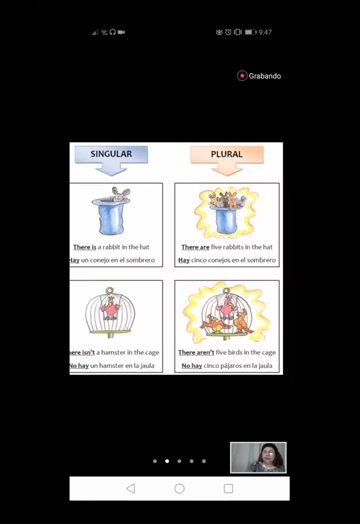 9:47
Grabando
SINGULAR
PLURAL
There is a rabbit in the hat
Hay un conejo en el sombrero
There are five rabbits in the hat
Hay cinco conejos en el sombrero
here isn't a hamster in the cage
No hay un hamster en la jaula
There aren't five birds in the cage
No hay cinco pájaros en la jaula